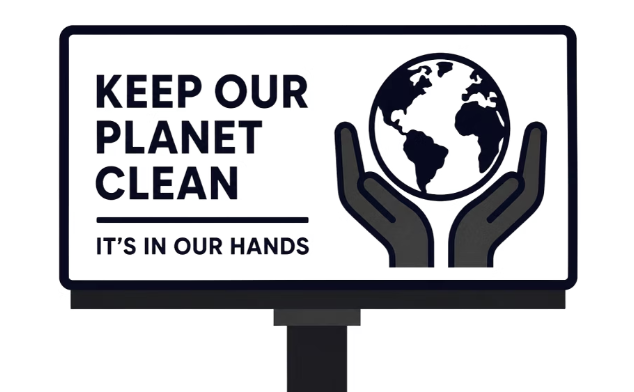 KEEP OUR
PLANET
CLEAN
IT'S IN OUR HANDS